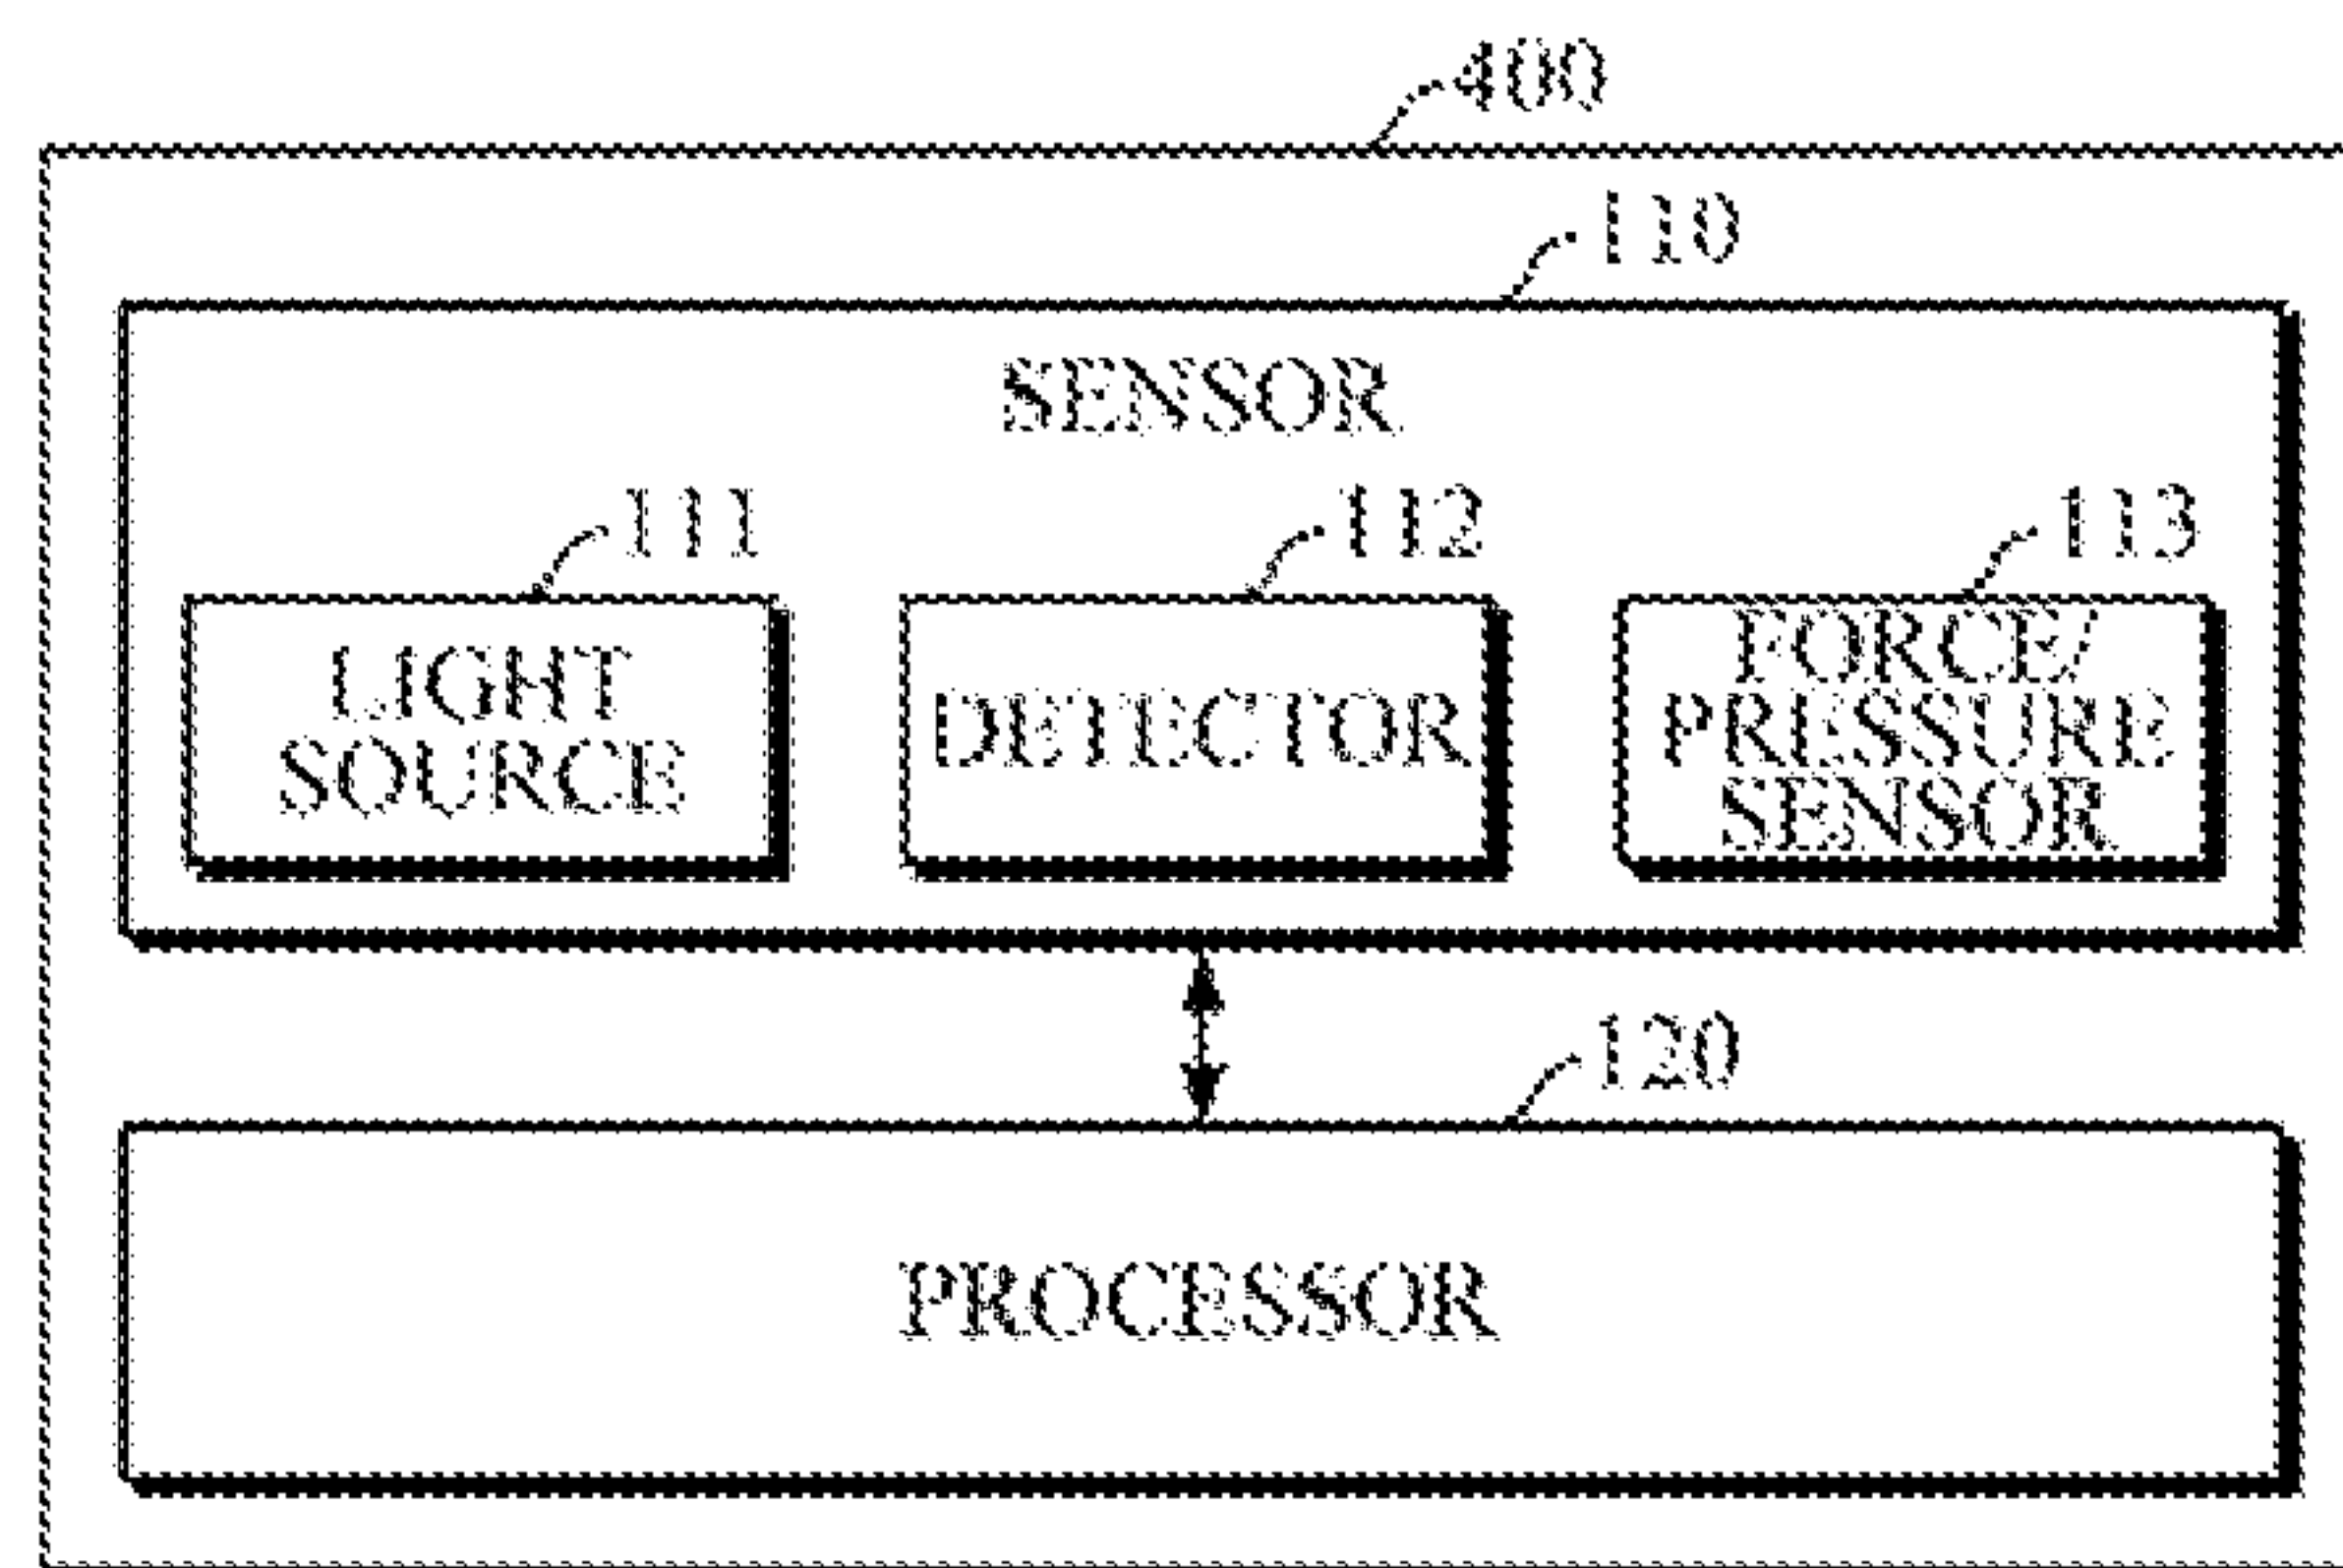 400
110
SENSOR
111
112
113
LIGHT
SOURCE
DETECTOR
FORCE/
PRESSURE
SENSOR
120
PROCESSOR